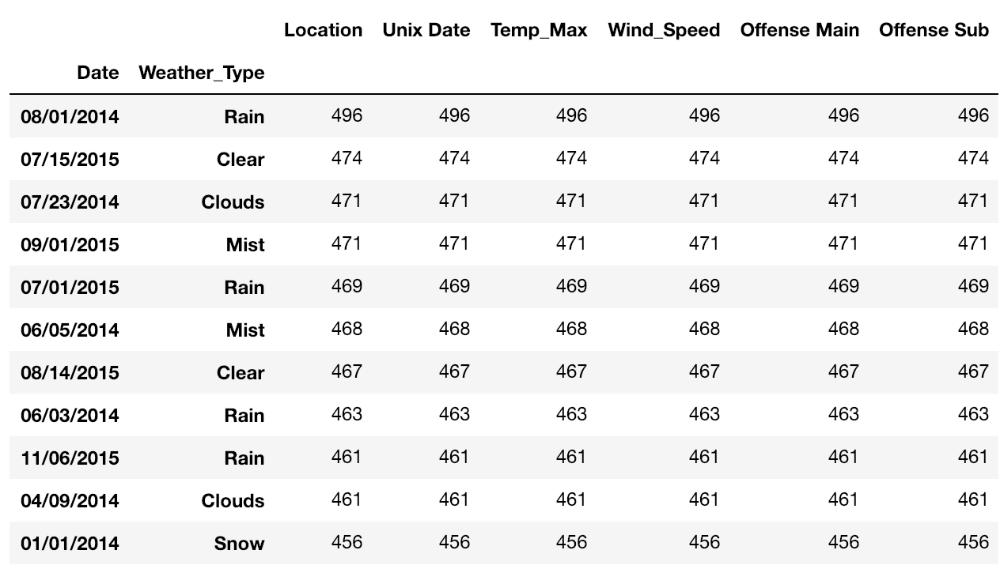 Location Unix Date Temp_Max Wind_Speed Offense Main Offense Sub
Date Weather_Type
08/01/2014 Rain 496 496 496 496 496 496
07/15/2015 Clear 474 474 474 474 474 474
07/23/2014 Clouds 471 471 471 471 471 471
09/01/2015 Mist 471 471 471 471 471 471
07/01/2015 Rain 469 469 469 469 469 469
06/05/2014 Mist 468 468 468 468 468 468
08/14/2015 Clear 467 467 467 467 467 467
06/03/2014 Rain 463 463 463 463 463 463
11/06/2015 Rain 461 461 461 461 461 461
04/09/2014 Clouds 461 461 461 461 461 461
01/01/2014 Snow 456 456 456 456 456 456